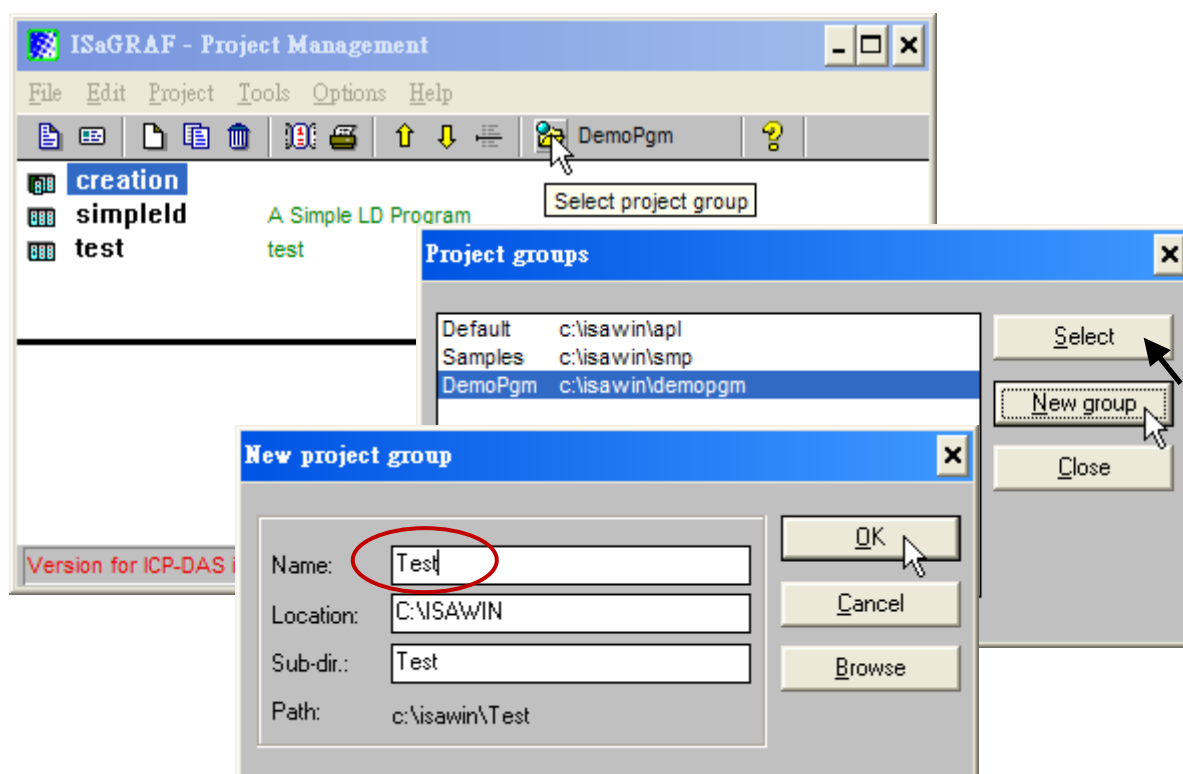 ISaGRAF - Project Management
File Edit Project Tools Options Help
DemoPgm
Select project group
creation
simpleld A Simple LD Program
test test
Project groups
Default c:\isawin\apl
Samples c:\isawin\smp
DemoPgm c:\isawin\demopgm
Select
New group
Close
New project group
Name: Test
Location: C:\ISAWIN
Sub-dir.: Test
Path: c:\isawin\Test
OK
Cancel
Browse
Version for ICP-DAS